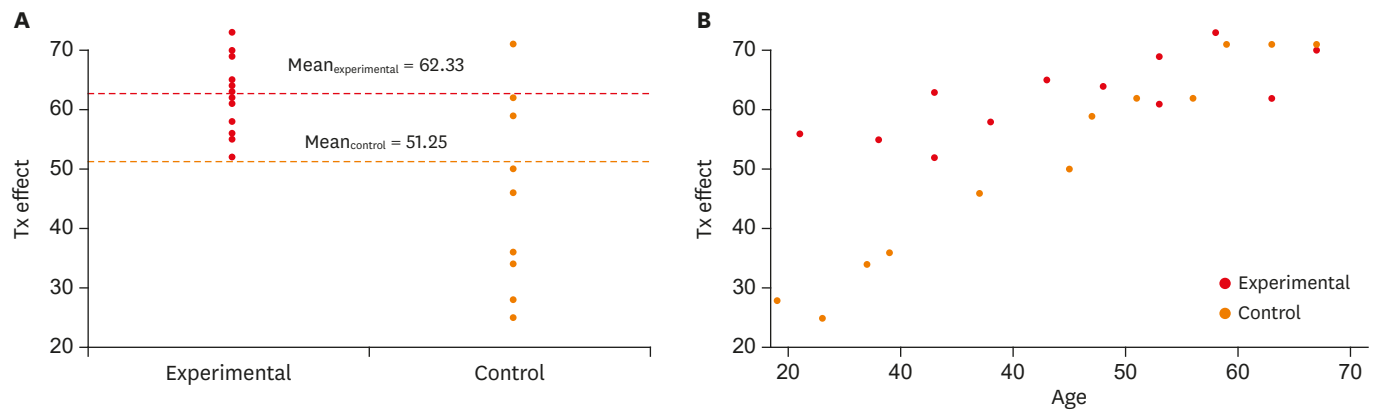 A
Tx effect
70
60
50
40
30
20
Mean experimental = 62.33
Mean control = 51.25
Experimental
Control
B
Tx effect
70
60
50
40
30
20
Experimental
Control
20
40
40
50
60
70
Age